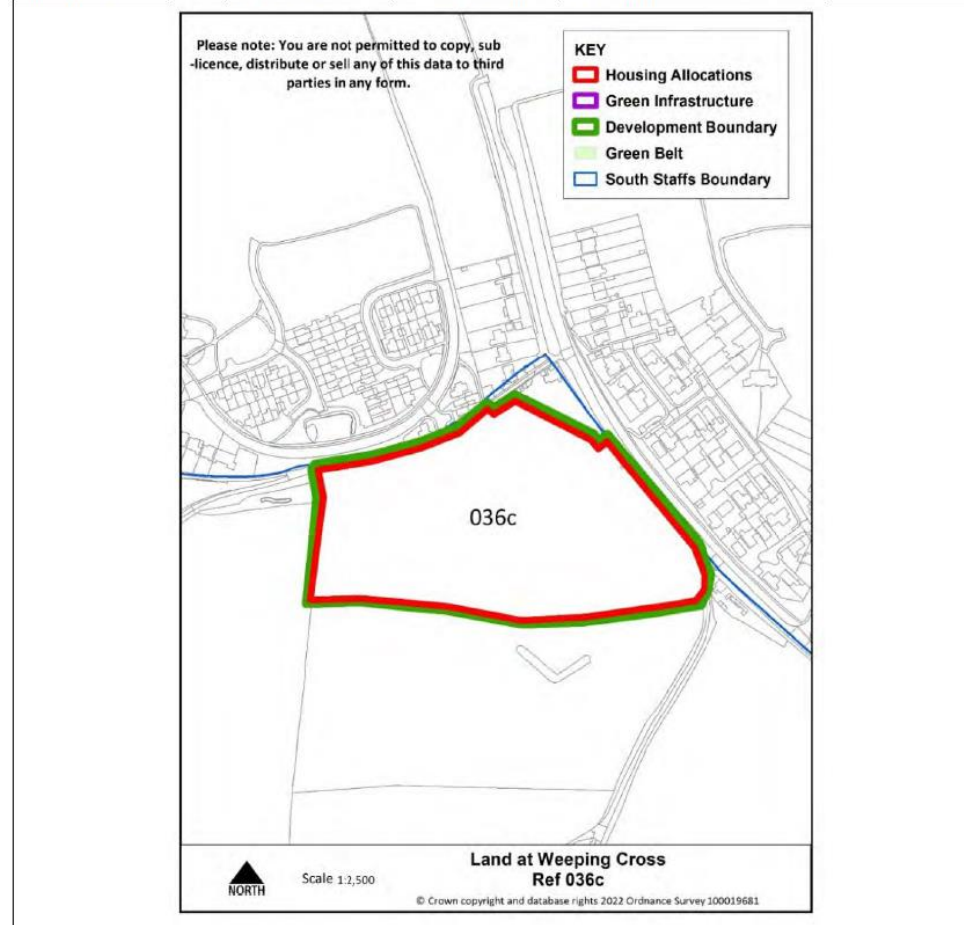 Please note: You are not permitted to copy, sub
-licence, distribute or sell any of this data to third
parties in any form.
KEY
Housing Allocations
Green Infrastructure
Development Boundary
Green Belt
South Staffs Boundary
036c
NORTH
Scale 1:2,500
Land at Weeping Cross
Ref 036c
© Crown copyright and database rights 2022 Ordnance Survey 100019681